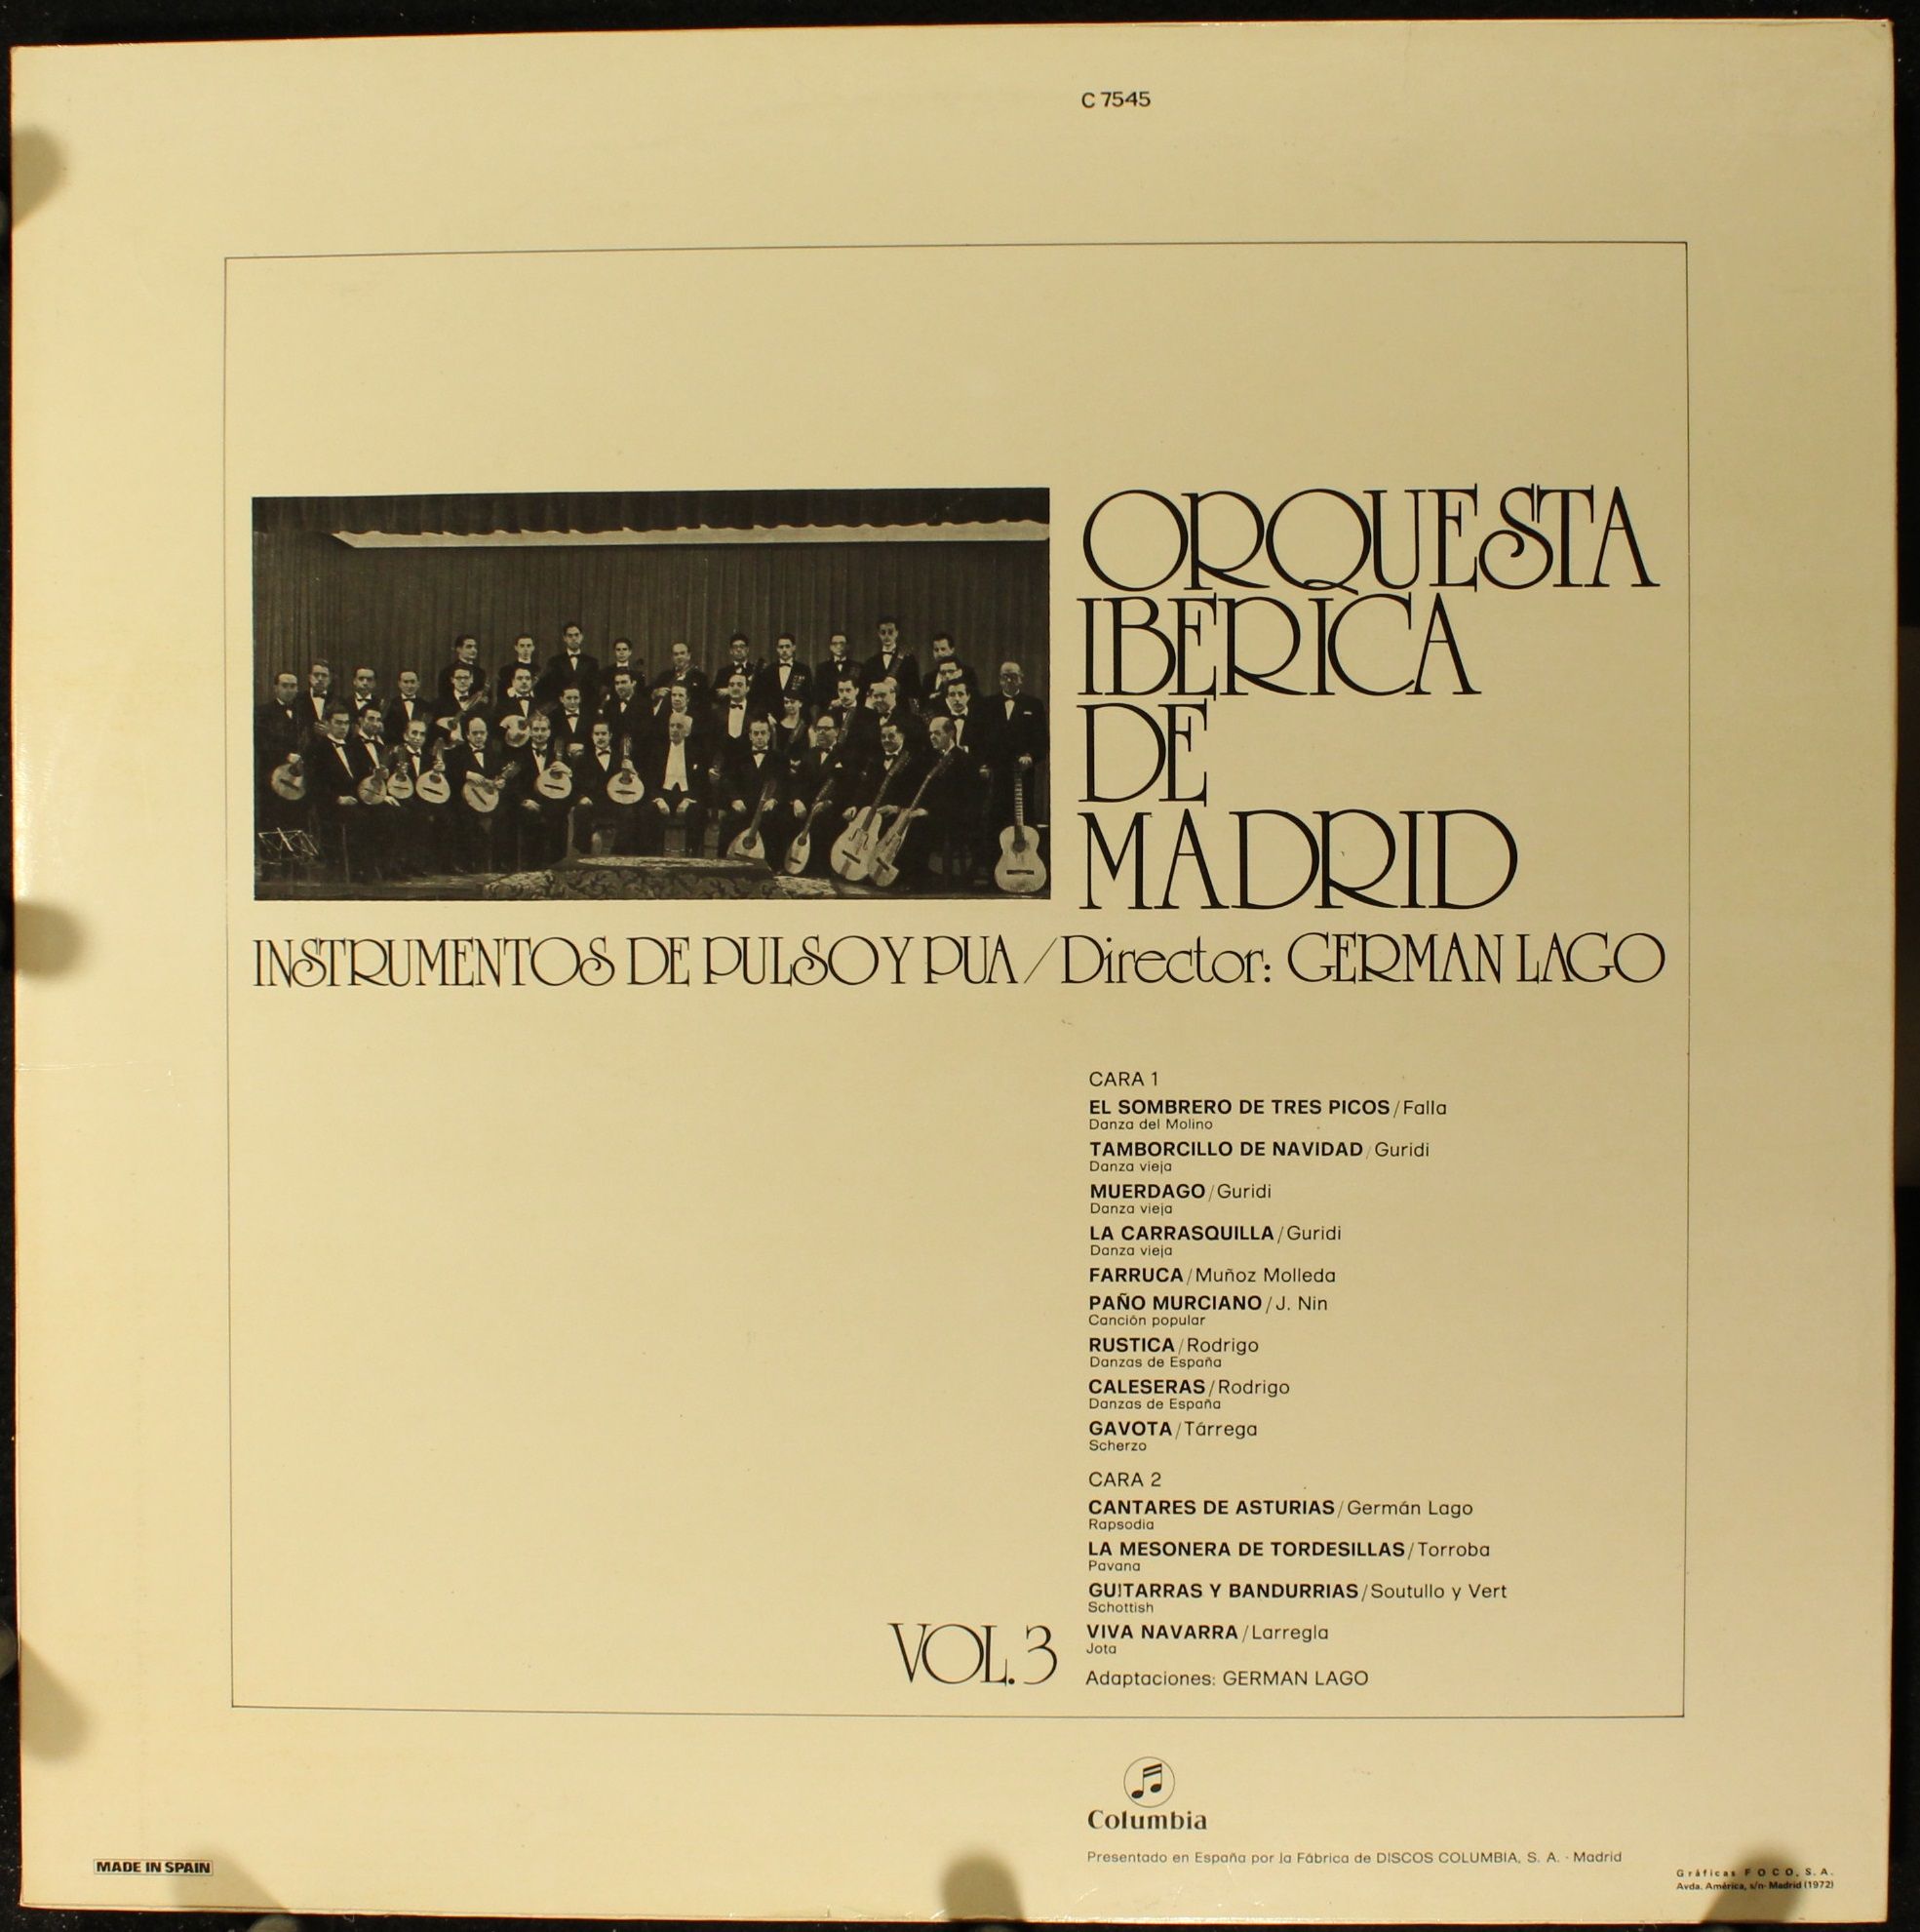 C 7545
ORQUESTA
IBERICA
DE
MADRID
INSTRUMENTOS DE PULSO Y PUA / Director: GERMAN LAGO
CARA 1
EL SOMBRERO DE TRES PICOS / Falla
Danza del Molino
TAMBORCILLO DE NAVIDAD / Guridi
Danza vieja
MUERDAGO / Guridi
Danza vieja
LA CARRASQUILLA / Guridi
Danza vieja
FARRUCA / Muñoz Molleda
PAÑO MURCIANO / J. Nin
Canción popular
RUSTICA / Rodrigo
Danzas de España
CALESERAS / Rodrigo
Danzas de España
GAVOTA / Tárrega
Scherzo
CARA 2
CANTARES DE ASTURIAS / Germán Lago
Rapsodia
LA MESONERA DE TORDESILLAS / Torroba
Pavana
GUITARRAS Y BANDURRIAS / Soutullo y Vert
Schottish
VIVA NAVARRA / Larregla
Jota
VOL. 3
Adaptaciones: GERMAN LAGO
Columbia
Presentado en España por la Fábrica de DISCOS COLUMBIA, S. A. · Madrid
MADE IN SPAIN
Gráficas FOCO, S. A.
Avda. América, s/n- Madrid (1972)